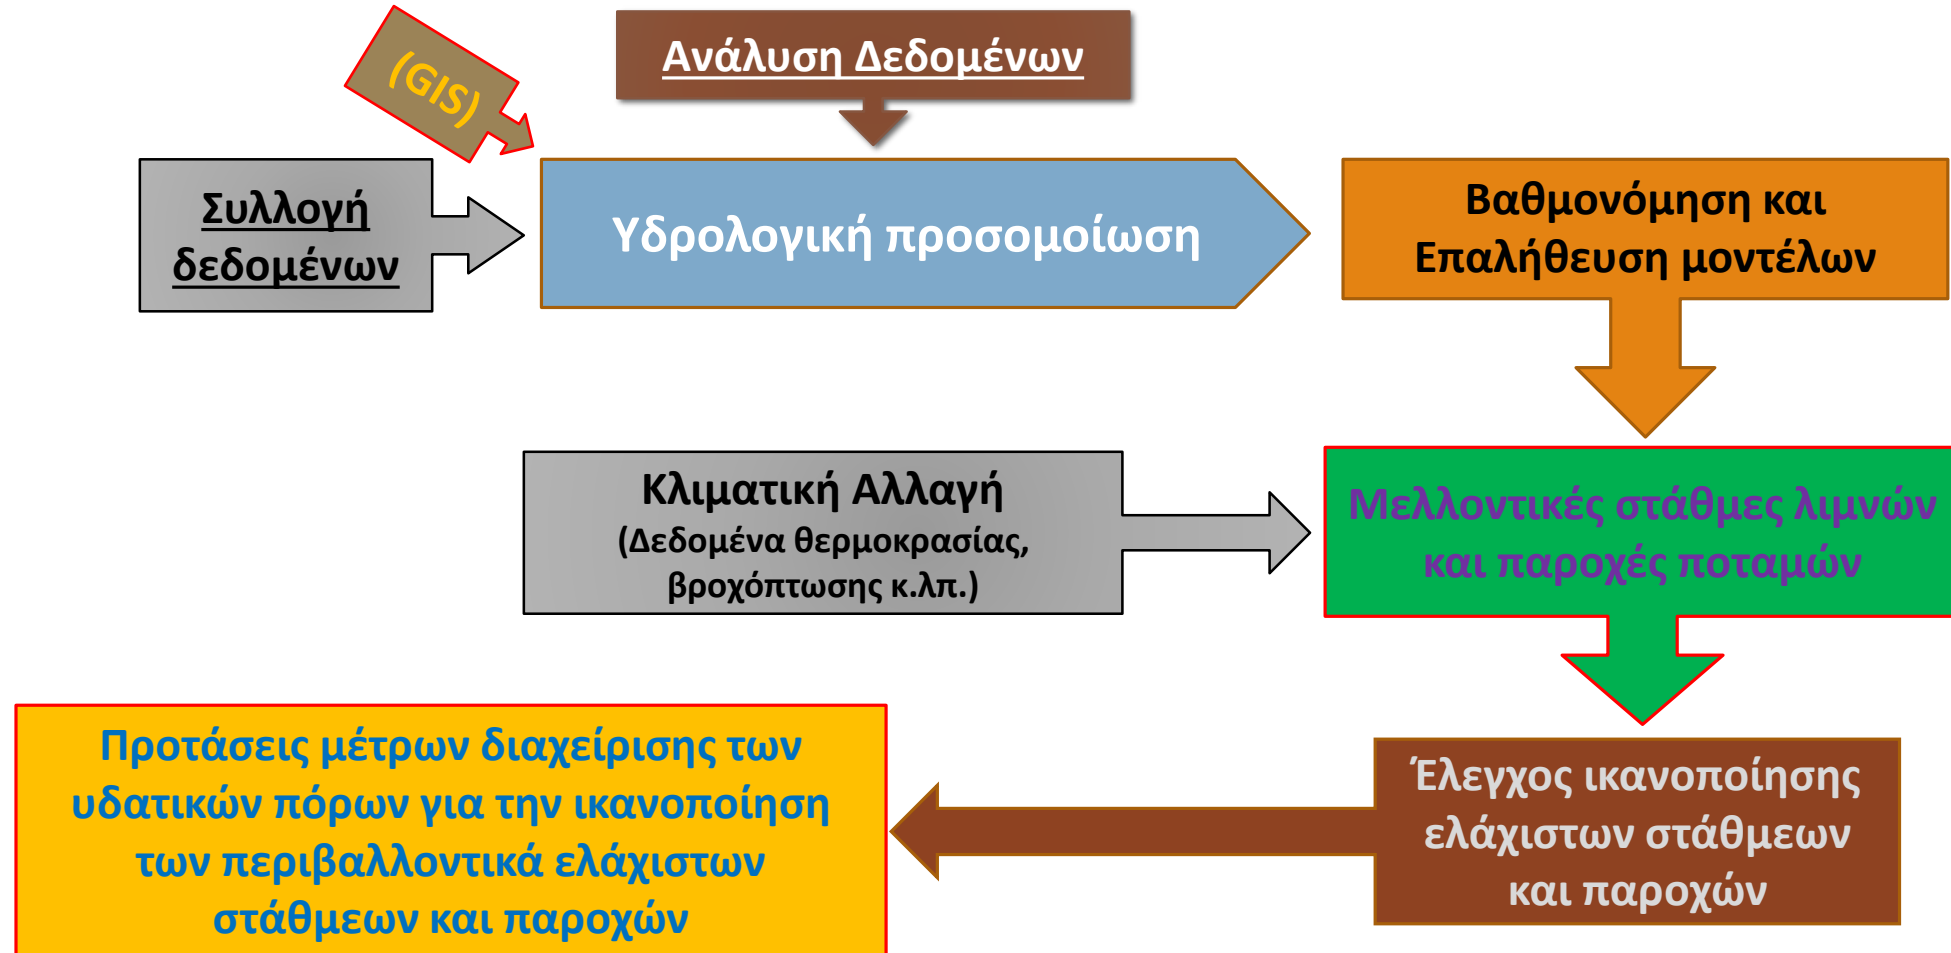 (GIS)
Ανάλυση Δεδομένων
Συλλογή
δεδομένων
Υδρολογική προσομοίωση
Βαθμονόμηση και
Επαλήθευση μοντέλων
Κλιματική Αλλαγή
(Δεδομένα θερμοκρασίας,
βροχόπτωσης κ.λπ.)
Μελλοντικές στάθμες λιμνών
και παροχές ποταμών
Έλεγχος ικανοποίησης
ελάχιστων στάθμεων
και παροχών
Προτάσεις μέτρων διαχείρισης των
υδατικών πόρων για την ικανοποίηση
των περιβαλλοντικά ελάχιστων
στάθμεων και παροχών